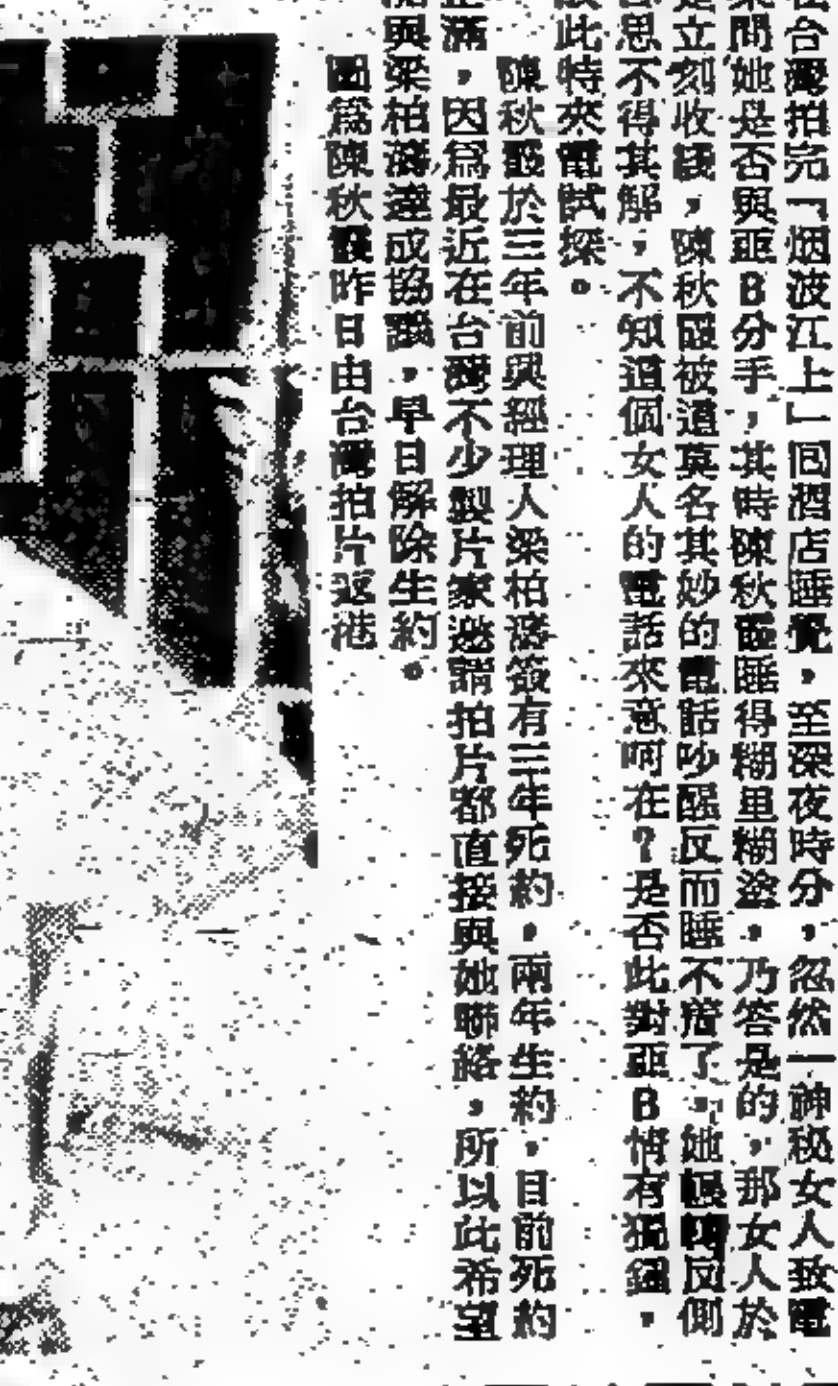 台灣拍完「烟波江上」囘酒店睡覺，至深夜時分，忽然一神秘女人致電
問她是否與亞B分手，其時陳秋霞睡得糊里糊塗，乃答是的，那女人於
是立刻收綫，陳秋霞被這莫名其妙的電話吵醒反而睡不着了，她輾轉反側
思不得其解，不知道個女人的電話來意何在？是否此對亞B情有獨鍾，
故此特來電試探。
陳秋霞於三年前與經理人梁柏濤簽有三年死約，兩年生約，目前死約
滿，因爲最近在台灣不少製片家邀請拍片都直接與她聯絡，所以此希望
與梁柏濤達成協議，早日解除生約。
圖爲陳秋霞昨日由台灣拍片返港